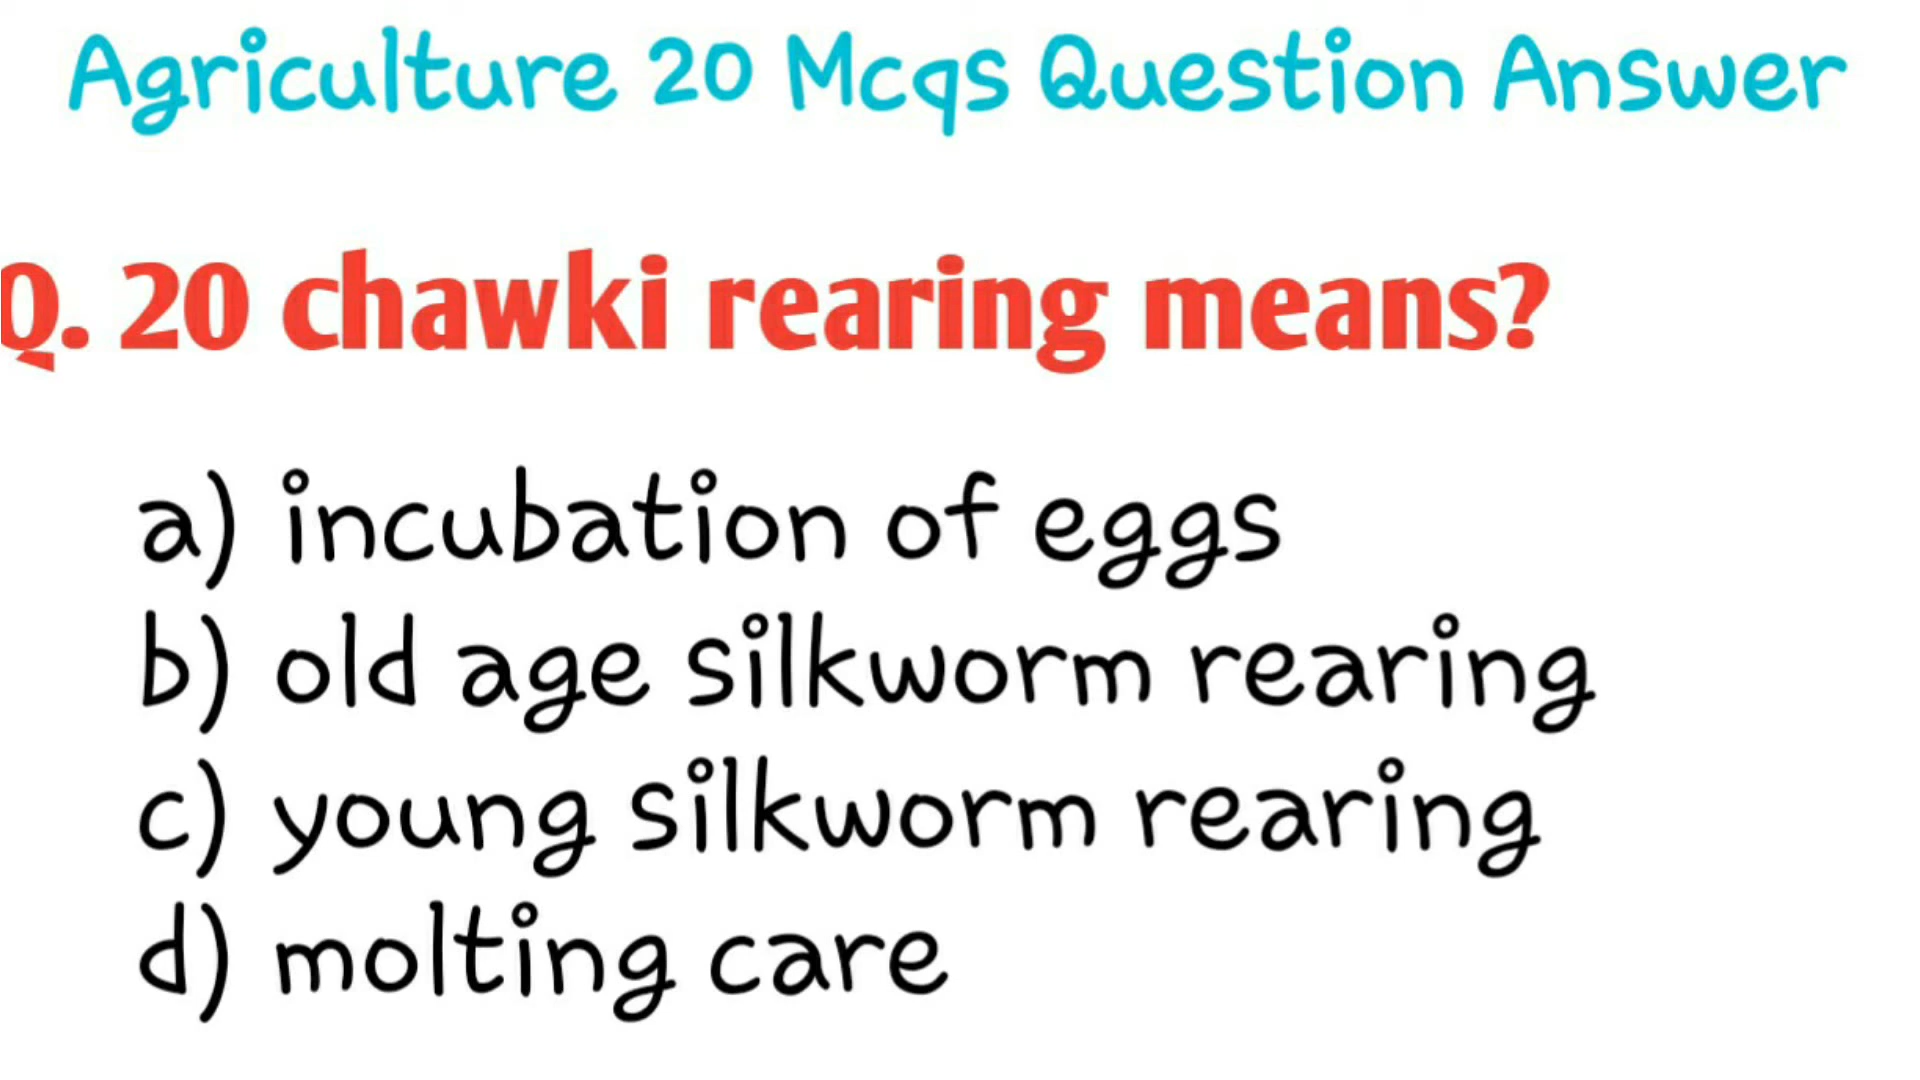 Agriculture 20 Mcqs Question Answer
Q. 20 chawki rearing means?
a) incubation of eggs
b) old age silkworm rearing
c) young silkworm rearing
d) molting care